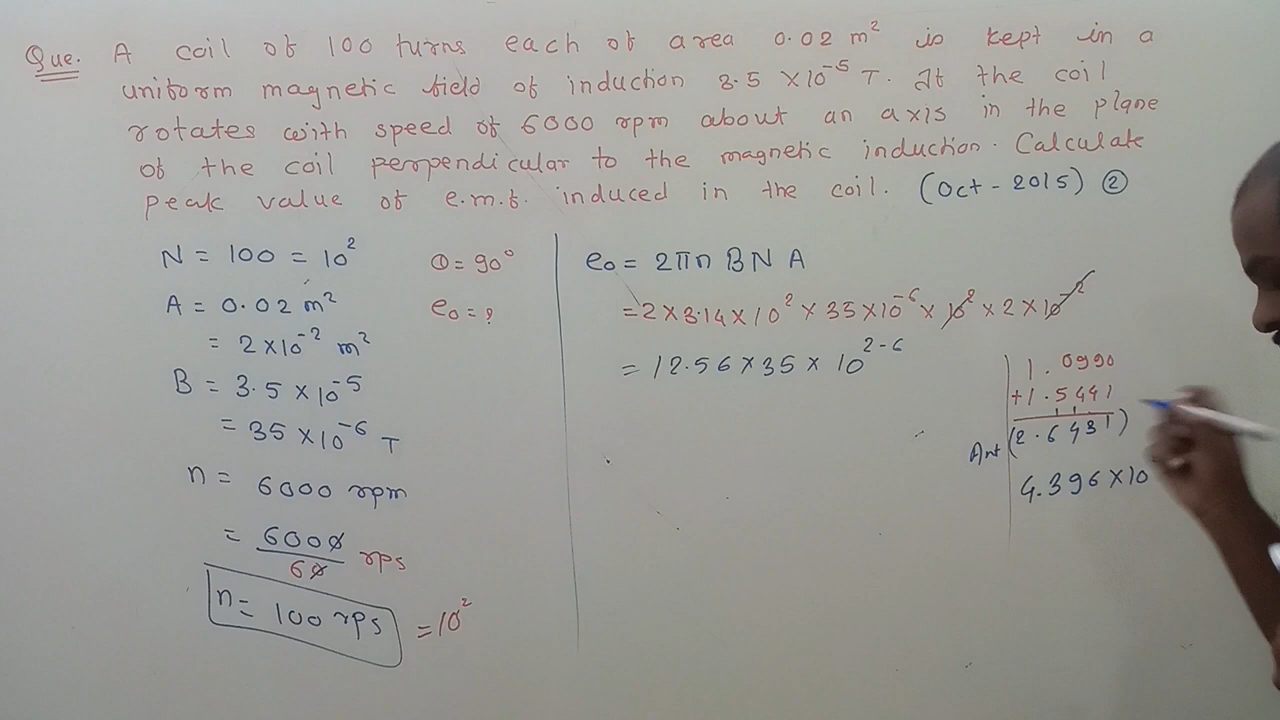 Que. A coil of 100 turns each of area 0.02 m² is kept in a
uniform magnetic field of induction 3.5 × 10⁻⁵ T. If the coil
rotates with speed of 6000 rpm about an axis in the plane
of the coil perpendicular to the magnetic induction. Calculate
peak value of e.m.f. induced in the coil. (Oct - 2015) ②
N = 100 = 10²
A = 0.02 m²
= 2 × 10⁻² m²
B = 3.5 × 10⁻⁵
= 35 × 10⁻⁶ T
n = 6000 rpm
= 6000/60 rps
n = 100 rps = 10²
θ = 90°
e₀ = ?
e₀ = 2πn B N A
= 2 × 3.14 × 10² × 35 × 10⁻⁶ × 10² × 2 × 10⁻²
= 12.56 × 35 × 10²⁻⁶
1.0990
+1.5441
Ant (2.6431)
4.396 × 10